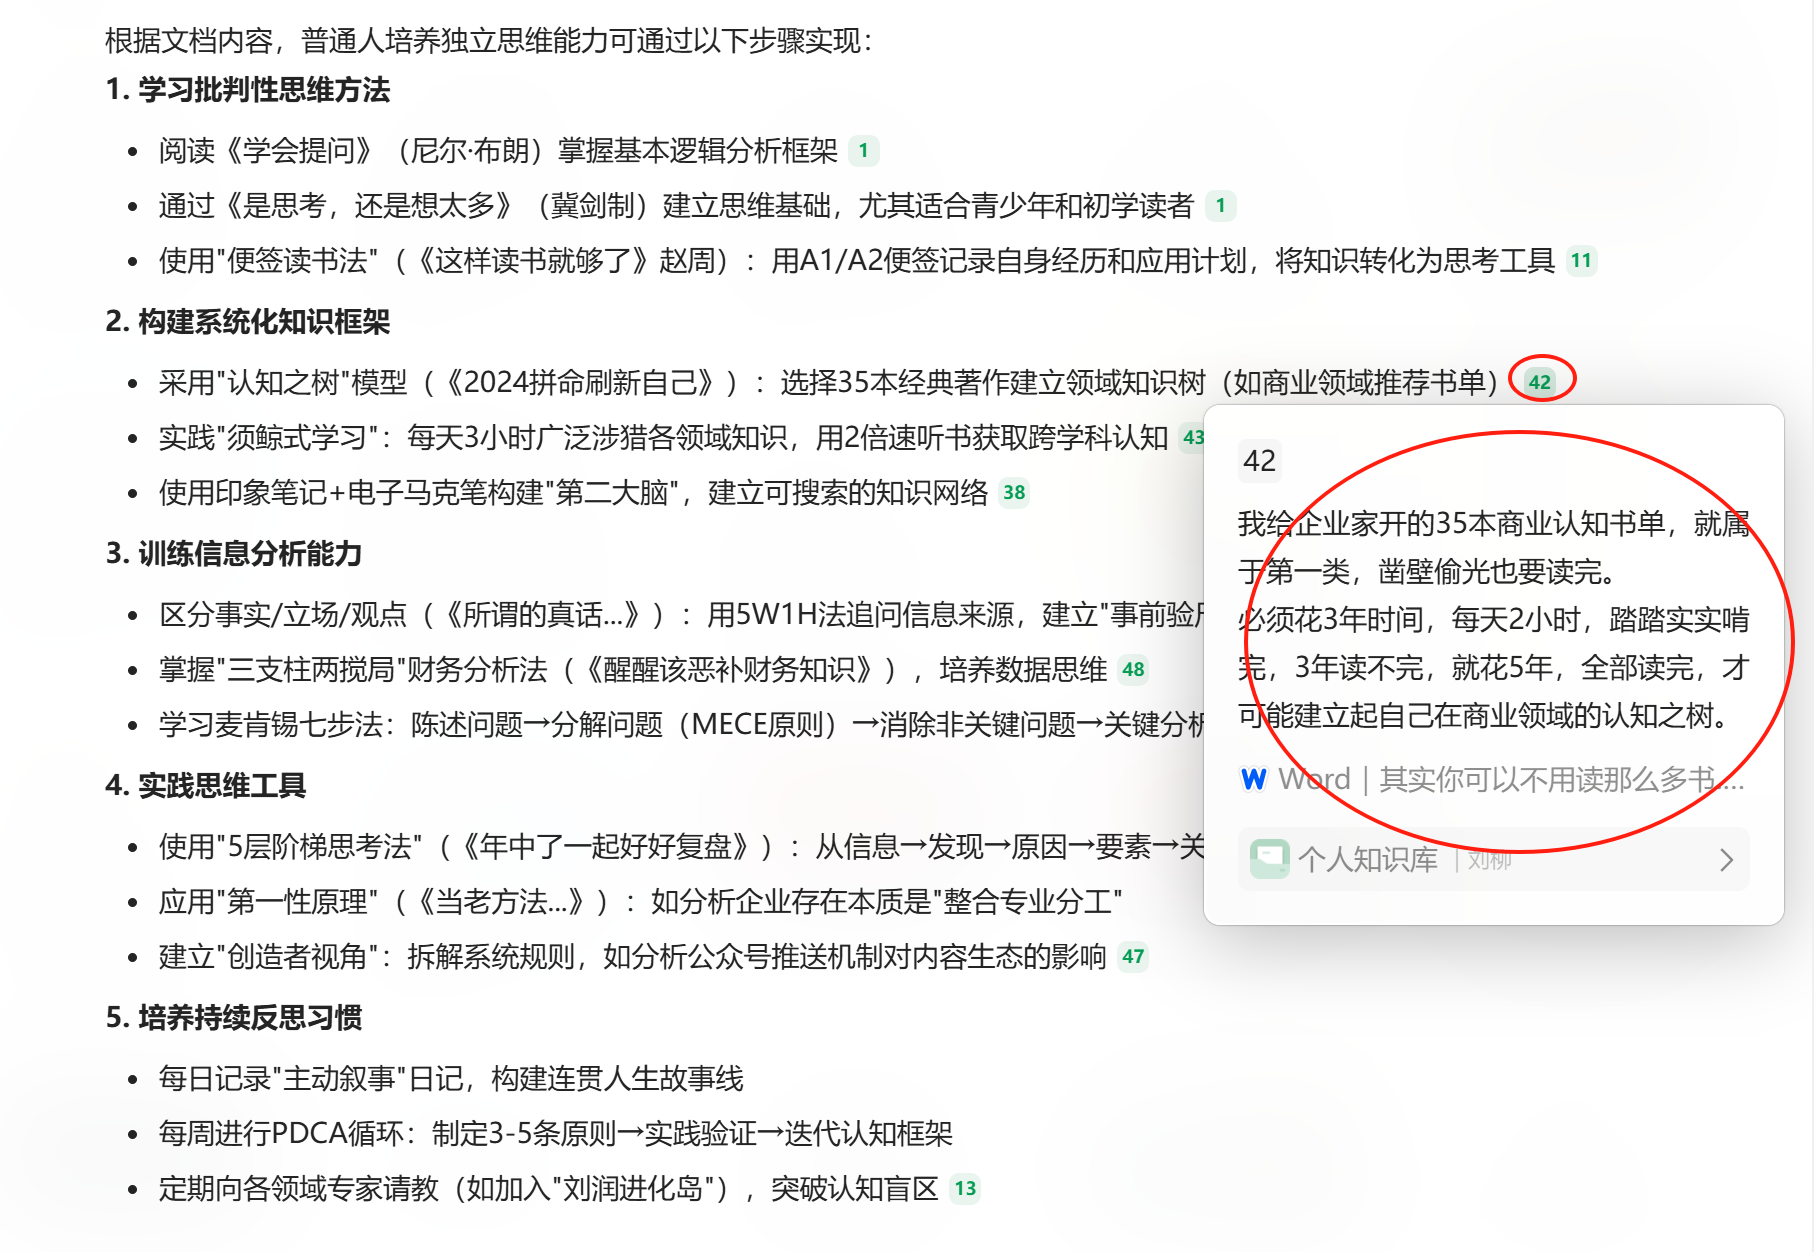 根据文档内容，普通人培养独立思维能力可通过以下步骤实现：
1. 学习批判性思维方法
• 阅读《学会提问》（尼尔·布朗）掌握基本逻辑分析框架 1
• 通过《是思考，还是想太多》（冀剑制）建立思维基础，尤其适合青少年和初学读者 1
• 使用"便签读书法"（《这样读书就够了》赵周）：用A1/A2便签记录自身经历和应用计划，将知识转化为思考工具 11
2. 构建系统化知识框架
• 采用"认知之树"模型（《2024拼命刷新自己》）：选择35本经典著作建立领域知识树（如商业领域推荐书单） 42
• 实践"须鲸式学习"：每天3小时广泛涉猎各领域知识，用2倍速听书获取跨学科认知 43
• 使用印象笔记+电子马克笔构建"第二大脑"，建立可搜索的知识网络 38
3. 训练信息分析能力
• 区分事实/立场/观点（《所谓的真话...》）：用5W1H法追问信息来源，建立"事前验
• 掌握"三支柱两搅局"财务分析法（《醒醒该恶补财务知识》），培养数据思维 48
• 学习麦肯锡七步法：陈述问题→分解问题（MECE原则）→消除非关键问题→关键分析
4. 实践思维工具
• 使用"5层阶梯思考法"（《年中了一起好好复盘》）：从信息→发现→原因→要素→关
• 应用"第一性原理"（《当老方法...》）：如分析企业存在本质是"整合专业分工"
• 建立"创造者视角"：拆解系统规则，如分析公众号推送机制对内容生态的影响 47
5. 培养持续反思习惯
• 每日记录"主动叙事"日记，构建连贯人生故事线
• 每周进行PDCA循环：制定3-5条原则→实践验证→迭代认知框架
• 定期向各领域专家请教（如加入"刘润进化岛"），突破认知盲区 13
42
我给企业家开的35本商业认知书单，就属
于第一类，凿壁偷光也要读完。
必须花3年时间，每天2小时，踏踏实实啃
完，3年读不完，就花5年，全部读完，才
可能建立起自己在商业领域的认知之树。
Word｜其实你可以不用读那么多书....
个人知识库 ｜刘柳